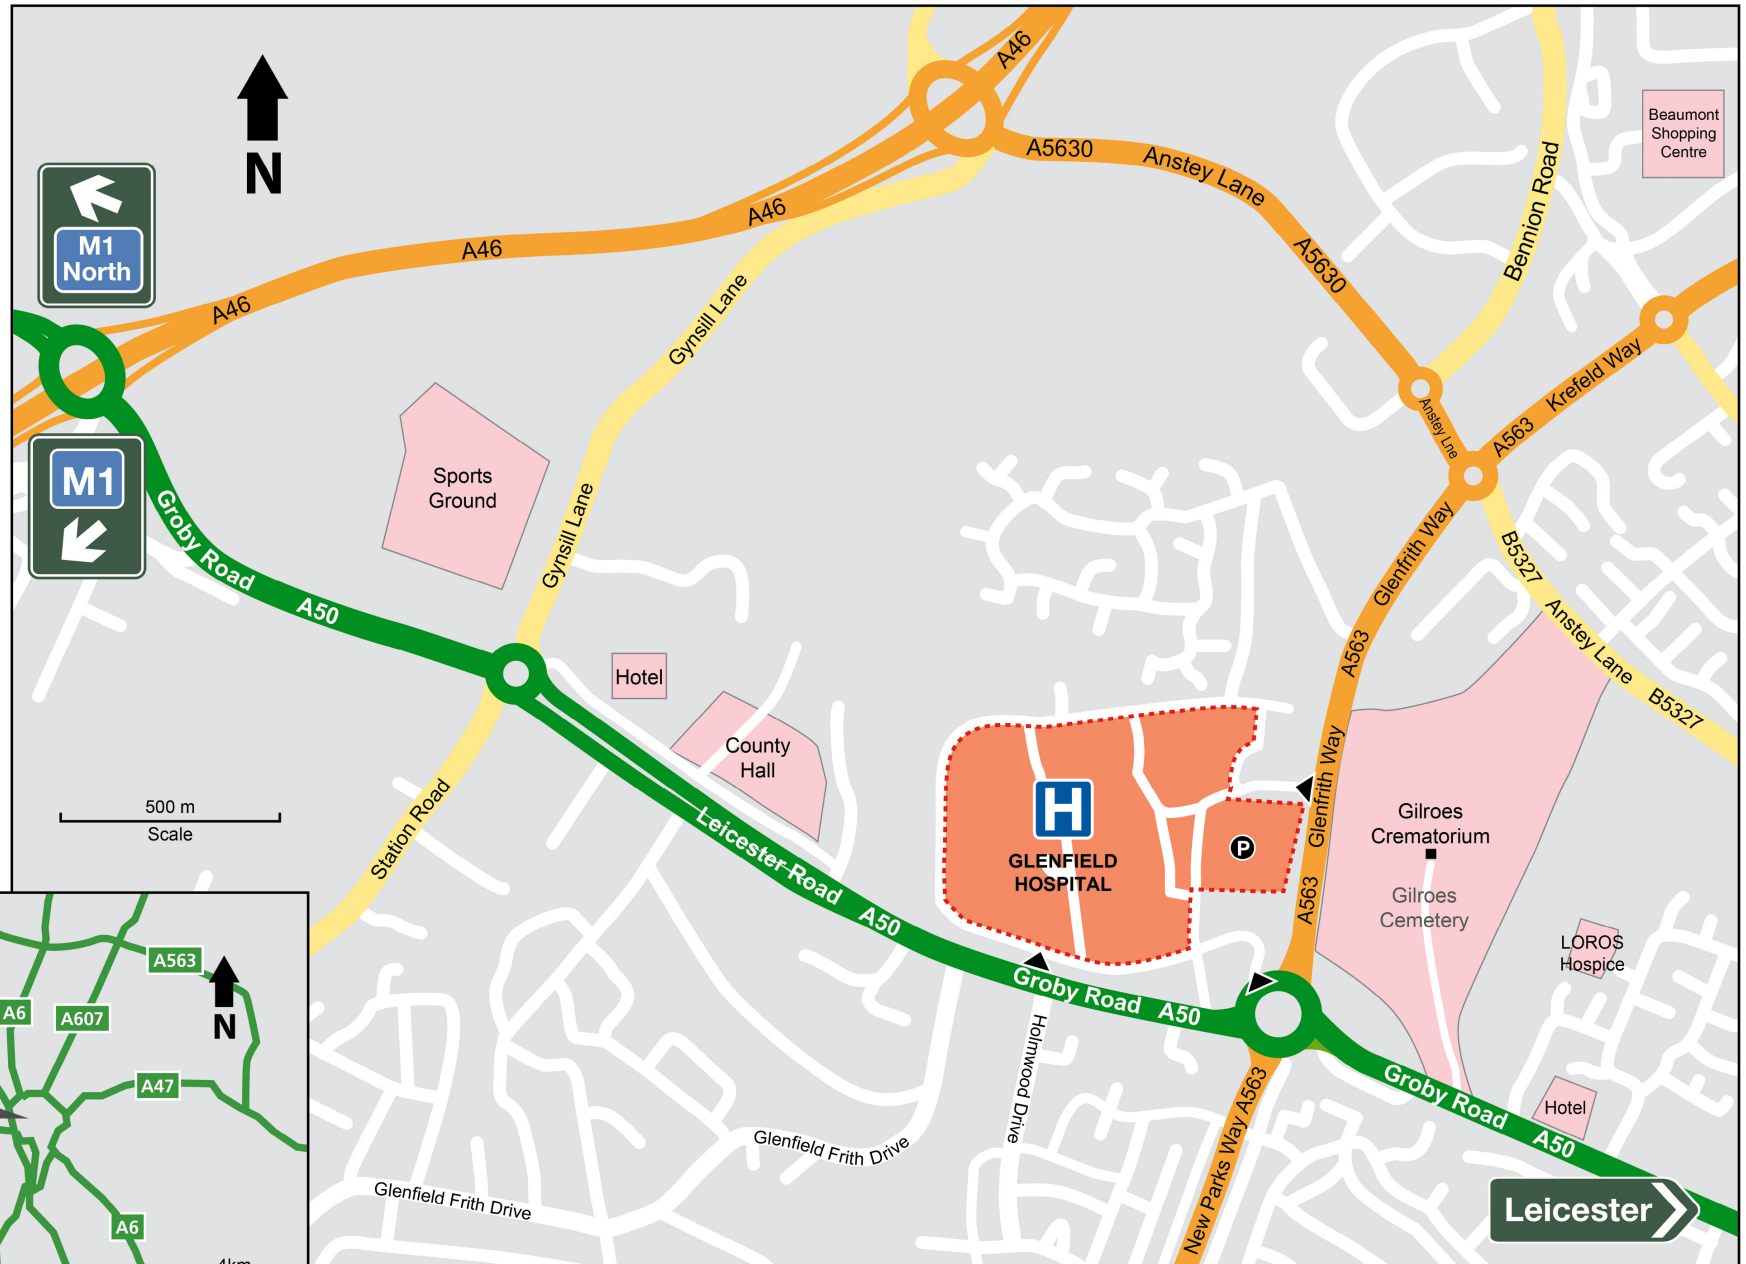 A46
N
M1
North
A46
A46
A46
A5630
Anstey Lane
A5630
Bennion Road
Beaumont
Shopping
Centre
Gynsill Lane
Krefeld Way
A563
Anstey Lne
M1
Sports
Ground
Gynsill Lane
Groby Road
A50
Glenfrith Way
B5327
Anstey Lane
B5327
A563
Hotel
County
Hall
Glenfrith Way
500 m
Scale
Station Road
Leicester Road
A50
H
GLENFIELD
HOSPITAL
P
A563
Gilroes
Crematorium
Gilroes
Cemetery
LOROS
Hospice
Groby Road
A50
Holmwood Drive
New Parks Way A563
Groby Road
A50
Hotel
Leicester
Glenfield Frith Drive
Glenfield Frith Drive
A563
N
A6
A607
A47
A6
4km